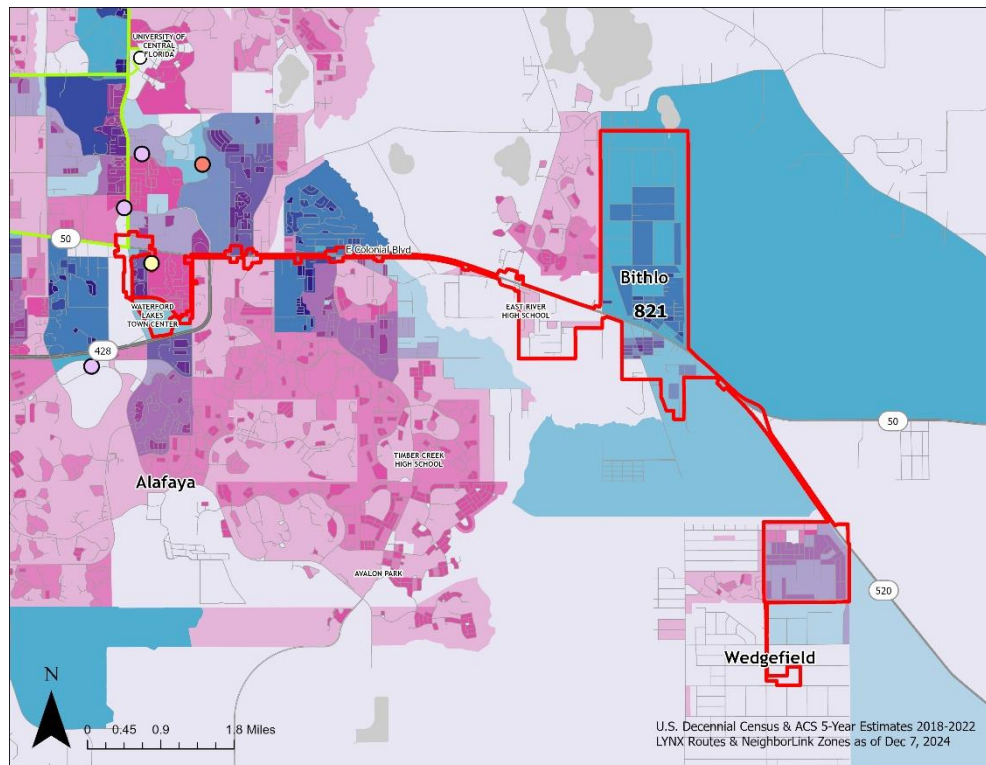 UNIVERSITY OF
CENTRAL
FLORIDA
50
E Colonial Blvd
WATERFORD
LAKES
TOWN CENTER
428
EAST RIVER
HIGH SCHOOL
Bithlo
821
50
TIMBER CREEK
HIGH SCHOOL
Alafaya
AVALON PARK
520
Wedgefield
N
0 0.45 0.9 1.8 Miles
U.S. Decennial Census & ACS 5-Year Estimates 2018-2022
LYNX Routes & NeighborLink Zones as of Dec 7, 2024